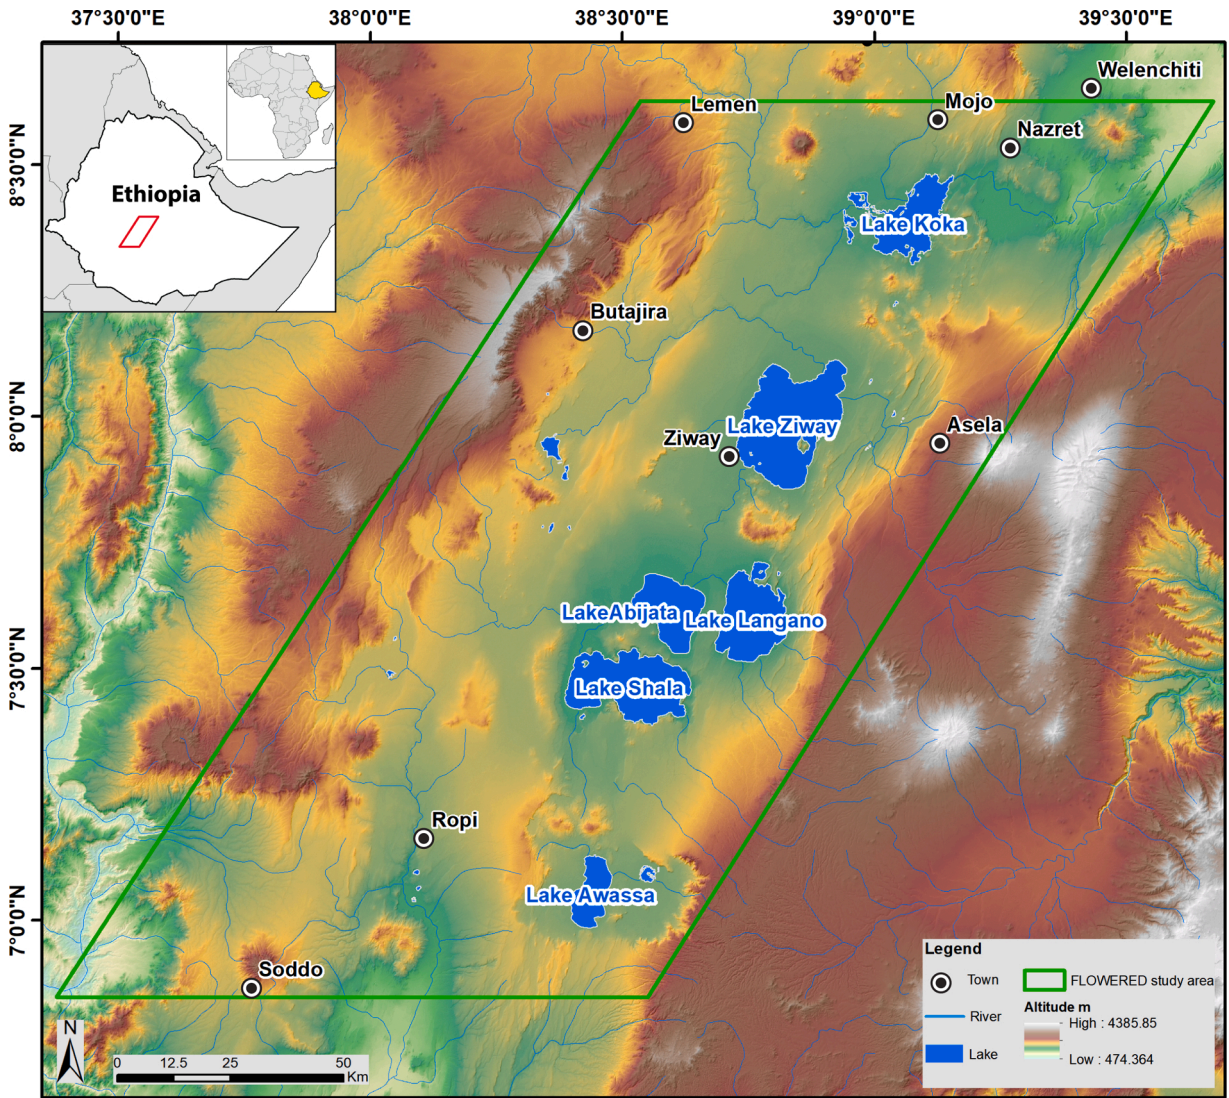 37°30'0"E
38°0'0"E
38°30'0"E
39°0'0"E
39°30'0"E
8°30'0"N
8°0'0"N
7°30'0"N
7°0'0"N
Ethiopia
Welenchiti
Lemen
Mojo
Nazret
Lake Koka
Butajira
Lake Ziway
Ziway
Asela
LakeAbijata
Lake Langano
Lake Shala
Ropi
Lake Awassa
Soddo
N
0 12.5 25 50
Km
Legend
Town
FLOWERED study area
River
Altitude m
High : 4385.85
Lake
Low : 474.364